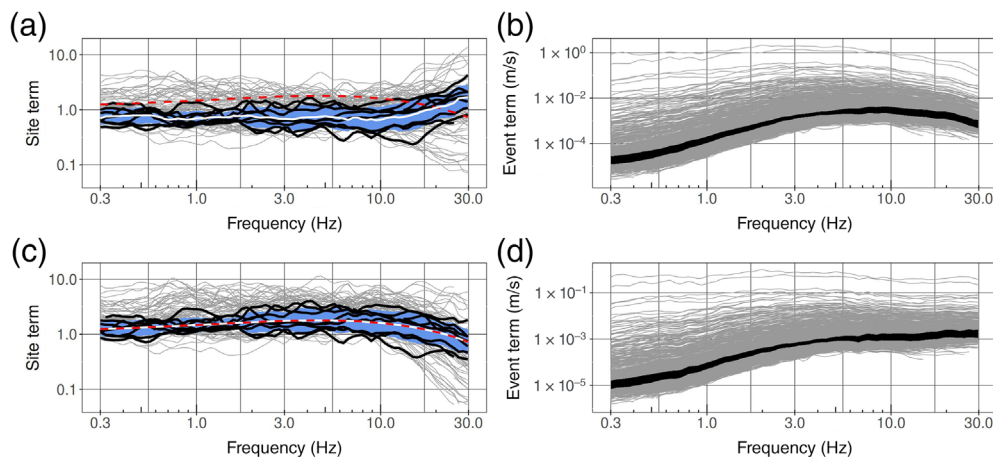 (a)
Site term
10.0
1.0
0.1
0.3 1.0 3.0 10.0 30.0
Frequency (Hz)
(b)
Event term (m/s)
1 × 10⁰
1 × 10⁻²
1 × 10⁻⁴
0.3 1.0 3.0 10.0 30.0
Frequency (Hz)
(c)
Site term
10.0
1.0
0.1
0.3 1.0 3.0 10.0 30.0
Frequency (Hz)
(d)
Event term (m/s)
1 × 10⁻¹
1 × 10⁻³
1 × 10⁻⁵
0.3 1.0 3.0 10.0 30.0
Frequency (Hz)